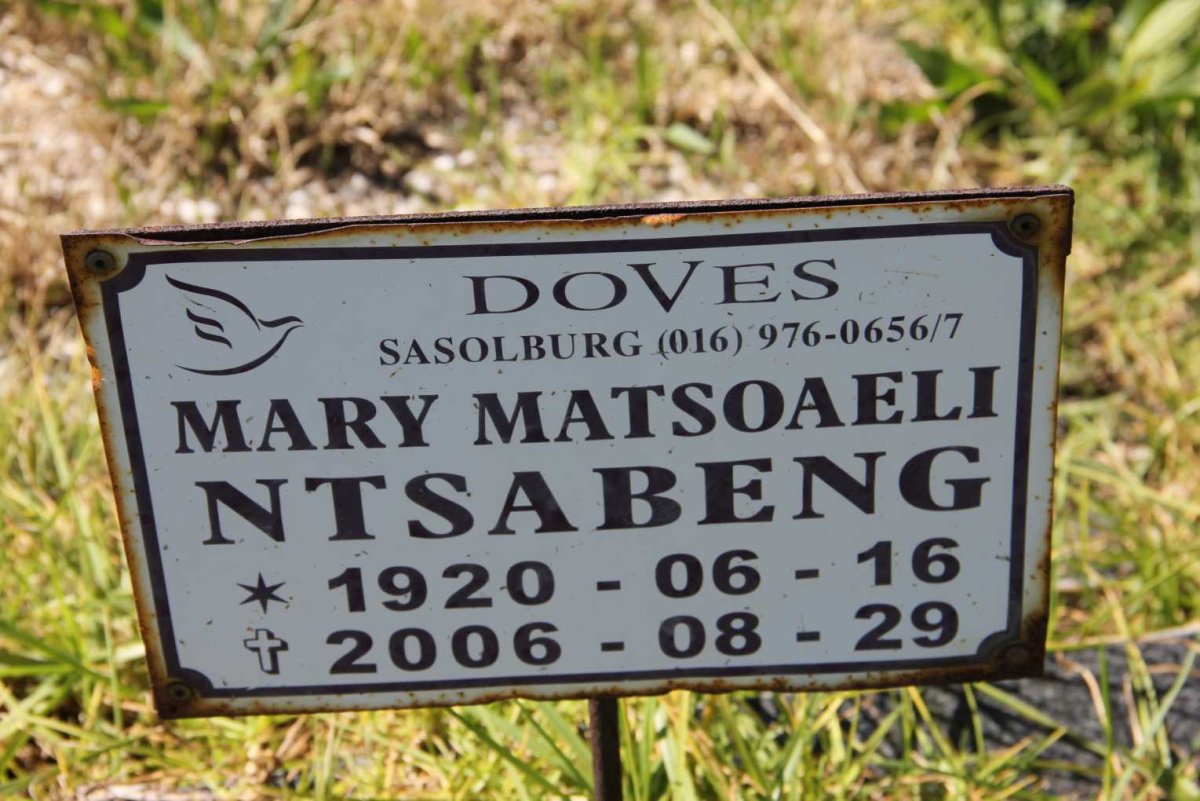 DOVES
SASOLBURG (016) 976-0656/7
MARY MATSOAELI
NTSABENG
1920 - 06 - 16
2006 - 08 - 29